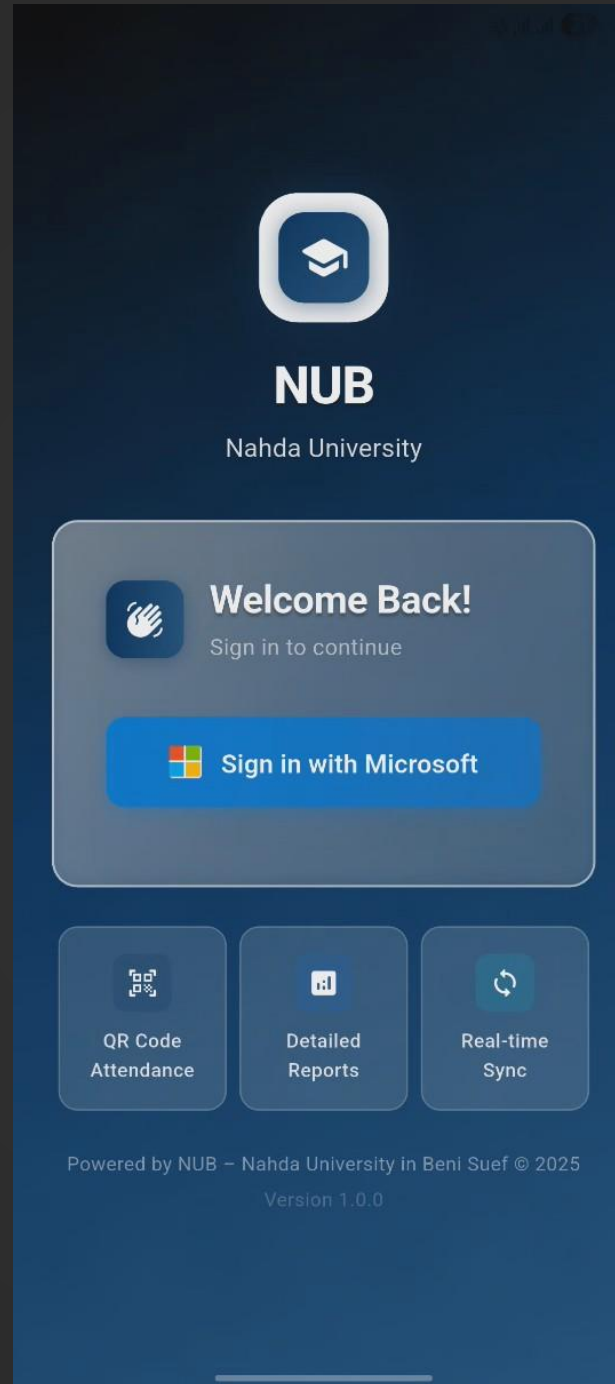 NUB
Nahda University
Welcome Back!
Sign in to continue
Sign in with Microsoft
QR Code
Attendance
Detailed
Reports
Real-time
Sync
Powered by NUB – Nahda University in Beni Suef © 2025
Version 1.0.0